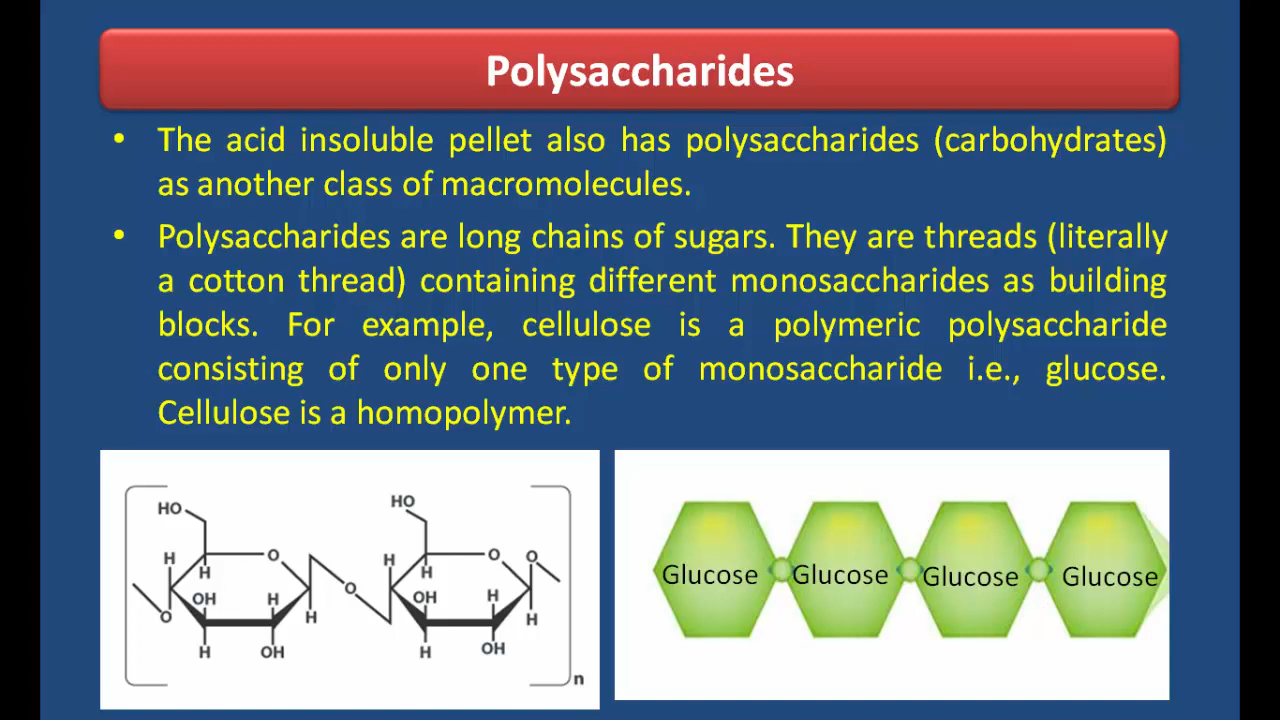 Polysaccharides
• The acid insoluble pellet also has polysaccharides (carbohydrates)
as another class of macromolecules.
• Polysaccharides are long chains of sugars. They are threads (literally
a cotton thread) containing different monosaccharides as building
blocks. For example, cellulose is a polymeric polysaccharide
consisting of only one type of monosaccharide i.e., glucose.
Cellulose is a homopolymer.
HO HO
H O H O O
H H
OH H O OH H
O H H
H OH H OH
n
Glucose Glucose Glucose Glucose